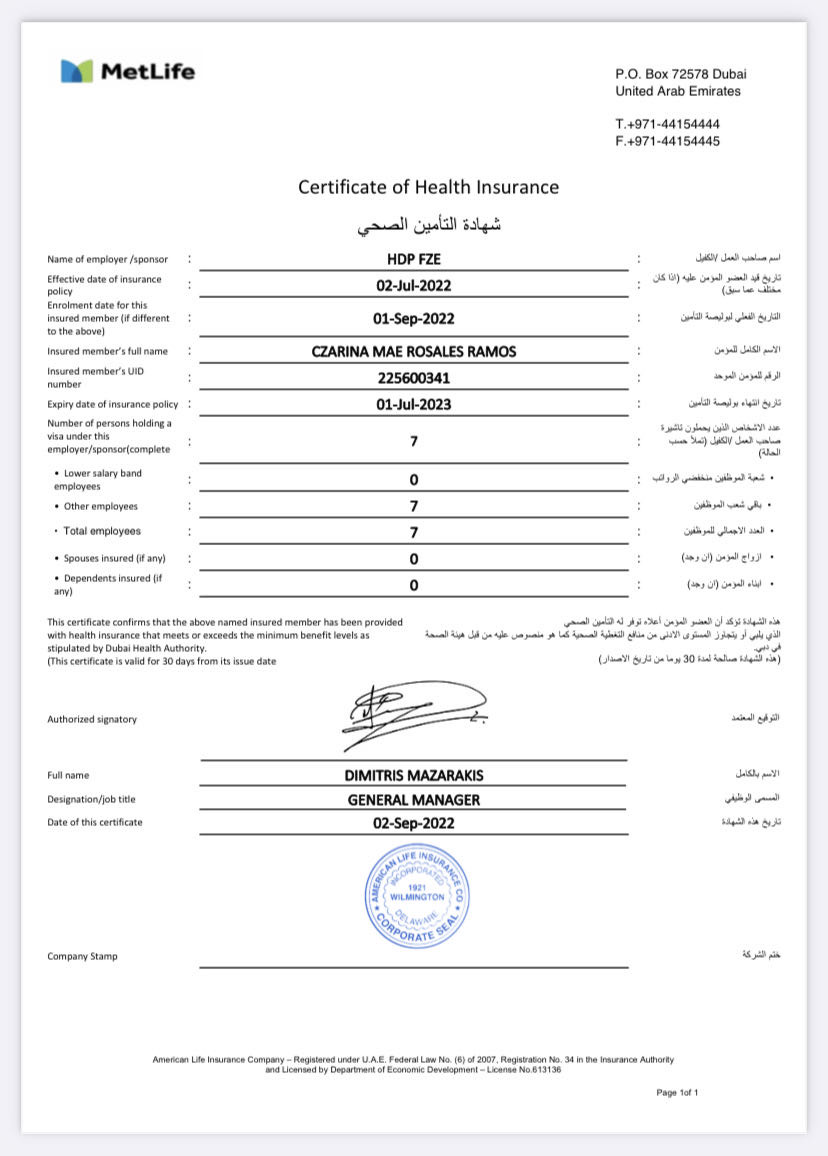 MetLife
P.O. Box 72578 Dubai
United Arab Emirates
T.+971-44154444
F.+971-44154445
Certificate of Health Insurance
شهادة التأمين الصحي
Name of employer /sponsor : HDP FZE : اسم صاحب العمل /الكفيل
Effective date of insurance
policy : 02-Jul-2022 : تاريخ قيد العضو المؤمن عليه (اذا كان
مختلف عما سبق)
Enrolment date for this
insured member (if different
to the above) : 01-Sep-2022 : التاريخ الفعلي لبوليصة التأمين
Insured member's full name : CZARINA MAE ROSALES RAMOS : الاسم الكامل للمؤمن
Insured member's UID
number : 225600341 : الرقم للمؤمن الموحد
Expiry date of insurance policy : 01-Jul-2023 : تاريخ انتهاء بوليصة التأمين
Number of persons holding a
visa under this
employer/sponsor(complete : 7 : عدد الاشخاص الذين يحملون تاشيرة
صاحب العمل /الكفيل (تملأ حسب
الحالة)
• Lower salary band
employees : 0 : • شعبة الموظفين منخفضي الرواتب
• Other employees : 7 : • باقي شعب الموظفين
• Total employees : 7 : • العدد الاجمالي للموظفين
• Spouses insured (if any) : 0 : • ازواج المؤمن (ان وجد)
• Dependents insured (if
any) : 0 : • ابناء المؤمن (ان وجد)
This certificate confirms that the above named insured member has been provided
with health insurance that meets or exceeds the minimum benefit levels as
stipulated by Dubai Health Authority.
(This certificate is valid for 30 days from its issue date
هذه الشهادة تؤكد أن العضو المؤمن أعلاه توفر له التأمين الصحي
الذي يلبي أو يتجاوز المستوى الادنى من منافع التغطية الصحية كما هو منصوص عليه من قبل هيئة الصحة
في دبي.
(هذه الشهادة صالحة لمدة 30 يوما من تاريخ الاصدار)
Authorized signatory التوقيع المعتمد
Full name DIMITRIS MAZARAKIS الاسم بالكامل
Designation/job title GENERAL MANAGER المسمى الوظيفي
Date of this certificate 02-Sep-2022 تاريخ هذه الشهادة
AMERICAN LIFE INSURANCE CO
INCORPORATED
1921
WILMINGTON
DELAWARE
CORPORATE SEAL
Company Stamp ختم الشركة
American Life Insurance Company – Registered under U.A.E. Federal Law No. (6) of 2007, Registration No. 34 in the Insurance Authority
and Licensed by Department of Economic Development – License No.613136
Page 1of 1